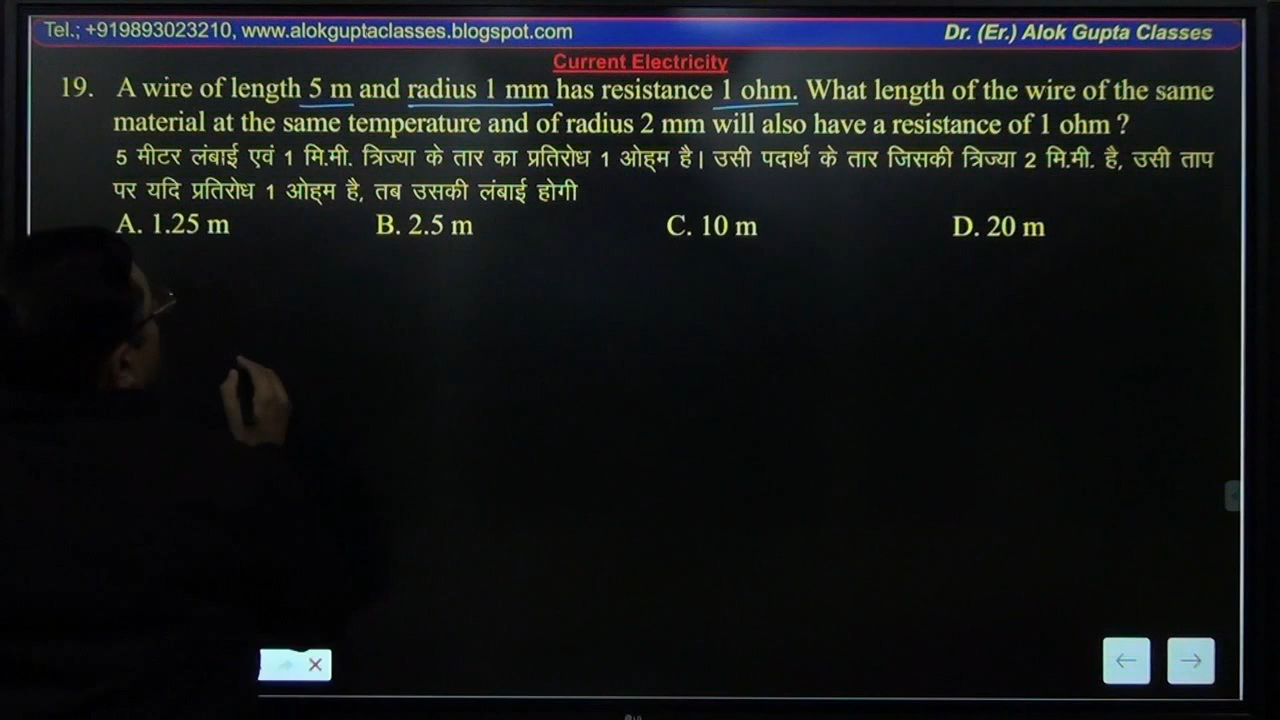 Tel.; +919893023210, www.alokguptaclasses.blogspot.com Dr. (Er.) Alok Gupta Classes
Current Electricity
19. A wire of length 5 m and radius 1 mm has resistance 1 ohm. What length of the wire of the same
material at the same temperature and of radius 2 mm will also have a resistance of 1 ohm ?
5 मीटर लंबाई एवं 1 मि.मी. त्रिज्या के तार का प्रतिरोध 1 ओह्म है। उसी पदार्थ के तार जिसकी त्रिज्या 2 मि.मी. है, उसी ताप
पर यदि प्रतिरोध 1 ओह्म है, तब उसकी लंबाई होगी
A. 1.25 m B. 2.5 m C. 10 m D. 20 m